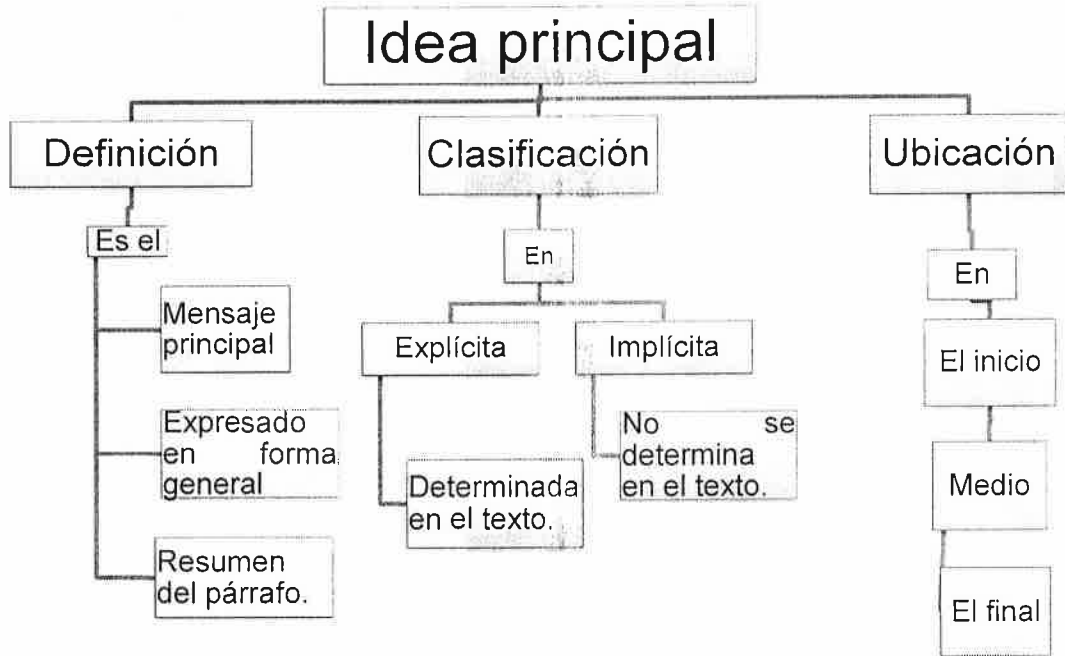 Idea principal
Definición
Es el
Mensaje
principal
Expresado
en forma
general
Resumen
del párrafo.
Clasificación
En
Explícita
Determinada
en el texto.
Implícita
No se
determina
en el texto.
Ubicación
En
El inicio
Medio
El final